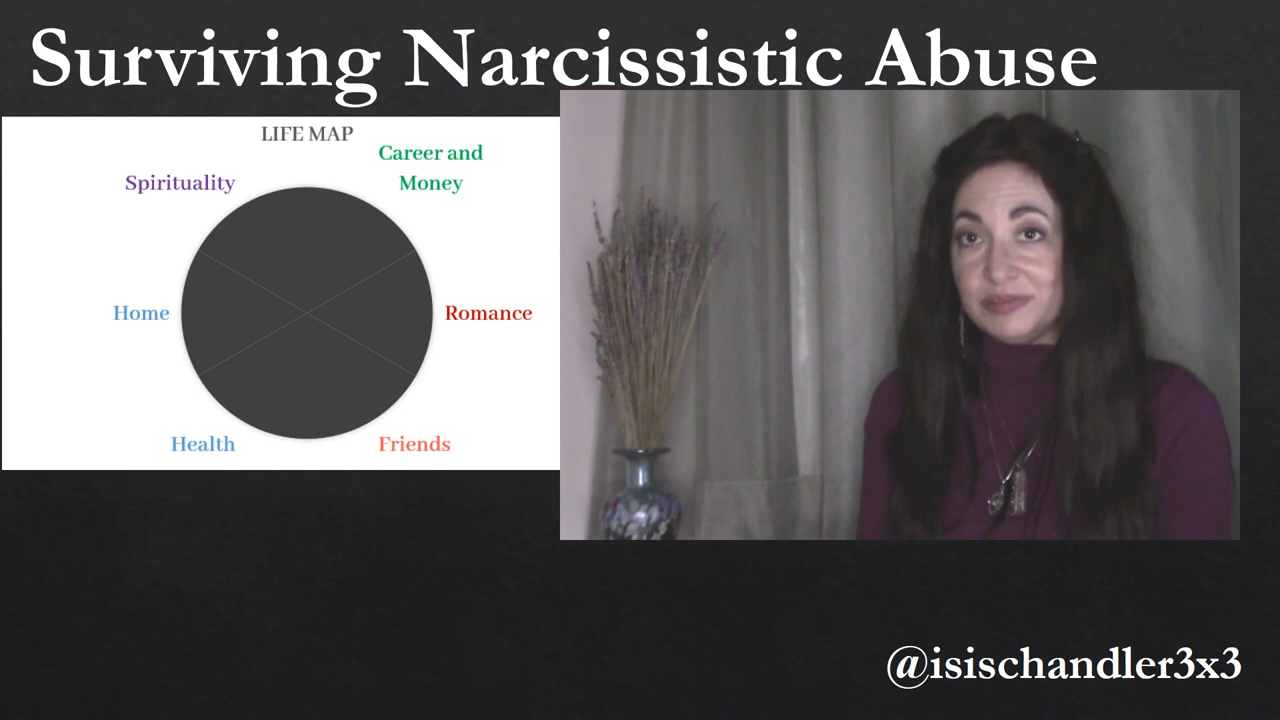 Surviving Narcissistic Abuse
LIFE MAP
Career and
Money
Spirituality
Home
Romance
Health
Friends
@isischandler3x3